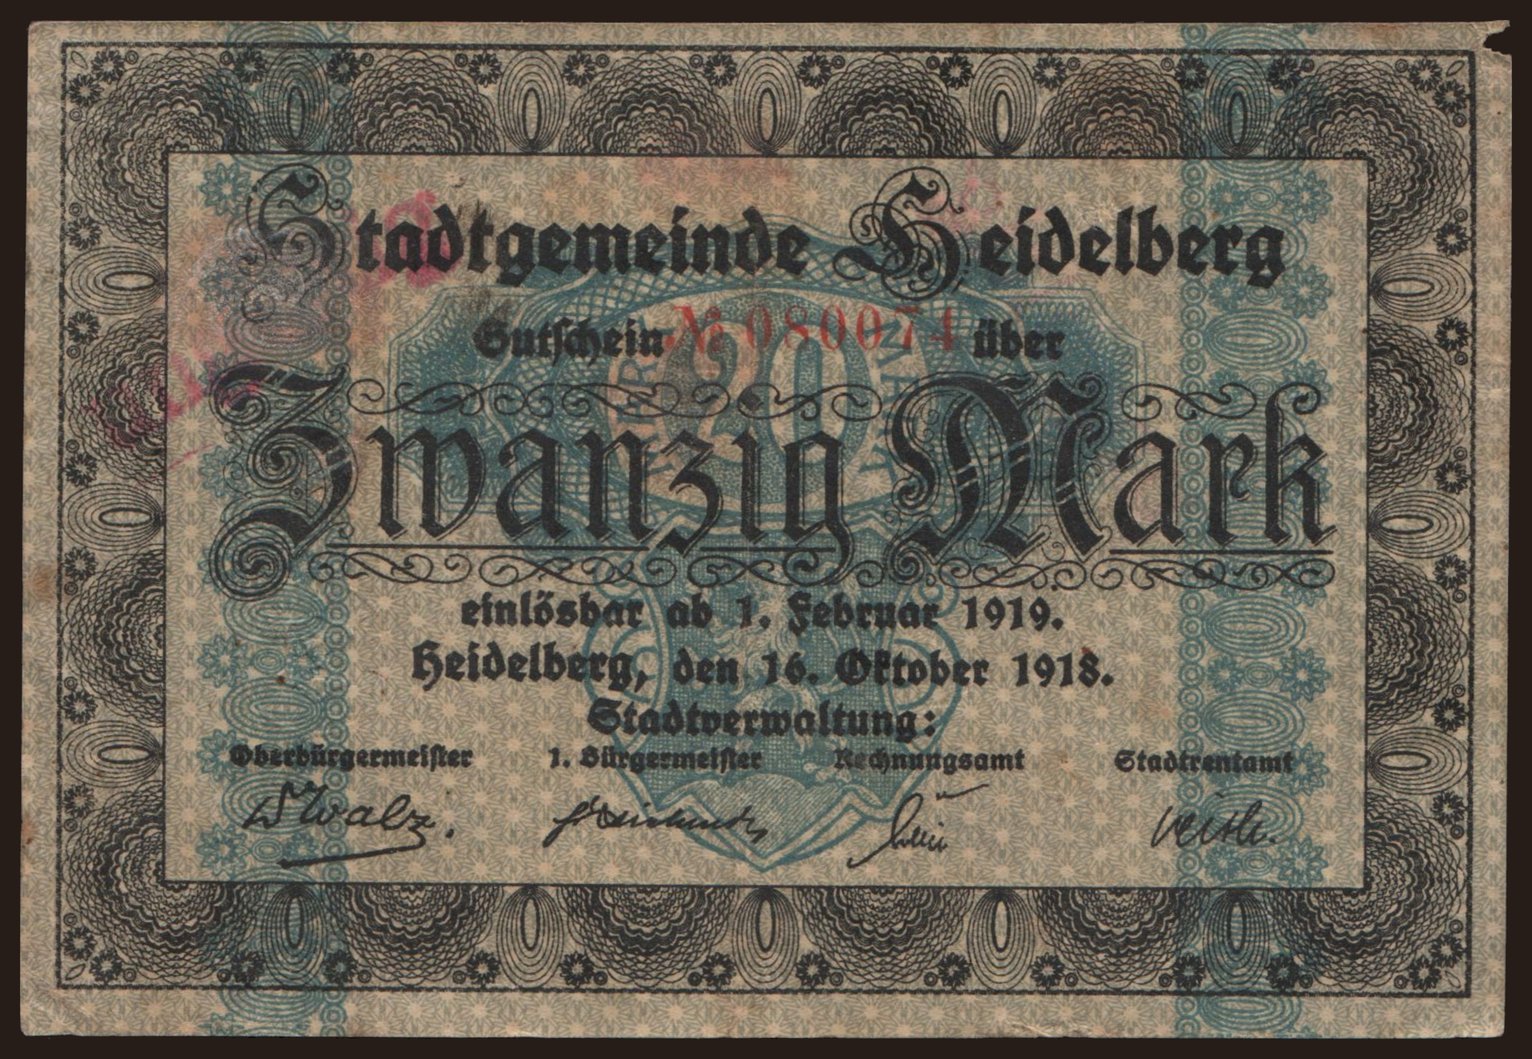 Stadtgemeinde Heidelberg
Gutschein № 080074 über
20
Zwanzig Mark
einlösbar ab 1. Februar 1919.
Heidelberg, den 16. Oktober 1918.
Stadtverwaltung:
Oberbürgermeister 1. Bürgermeister Rechnungsamt Stadtrentamt
Walz.